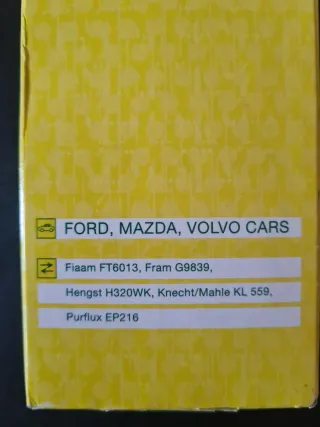 FORD, MAZDA, VOLVO CARS
Fiaam FT6013, Fram G9839,
Hengst H320WK, Knecht/Mahle KL 559,
Purflux EP216